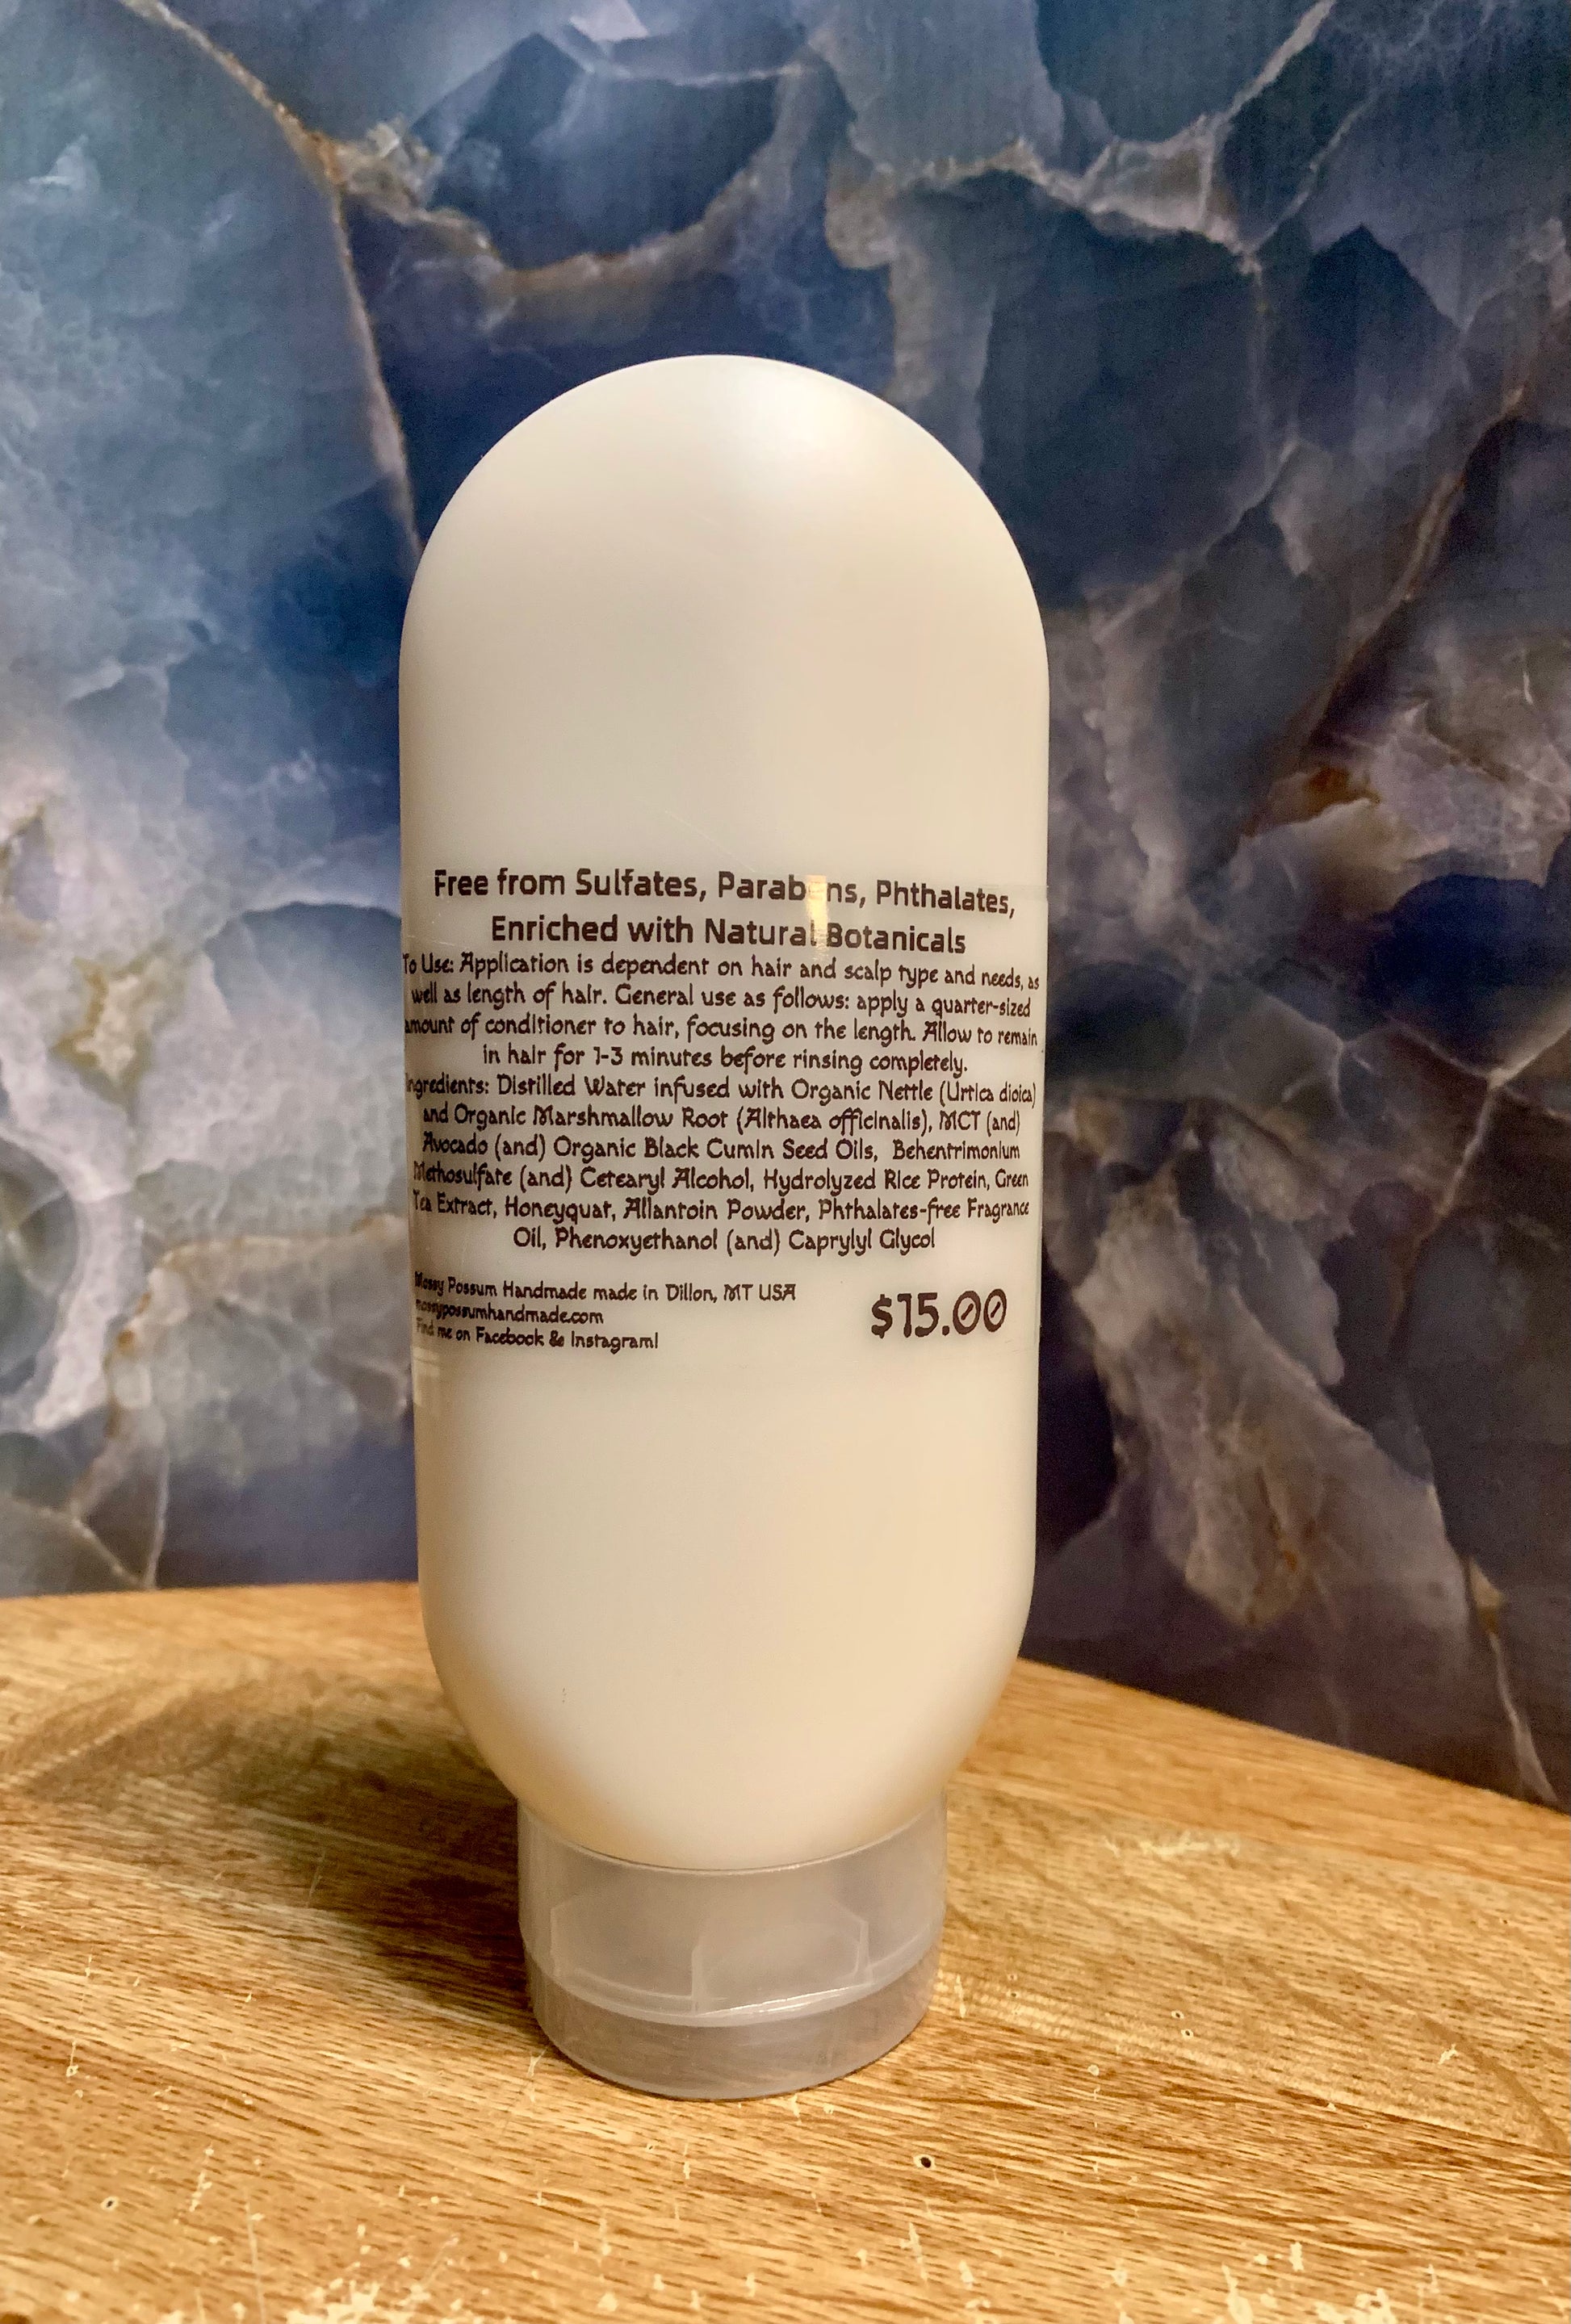 Free from Sulfates, Parabens, Phthalates,
Enriched with Natural Botanicals
To Use: Application is dependent on hair and scalp type and needs, as
well as length of hair. General use as follows: apply a quarter-sized
amount of conditioner to hair, focusing on the length. Allow to remain
in hair for 1-3 minutes before rinsing completely.
Ingredients: Distilled Water infused with Organic Nettle (Urtica dioica)
and Organic Marshmallow Root (Althaea officinalis), MCT (and)
Avocado (and) Organic Black Cumin Seed Oils, Behentrimonium
Methosulfate (and) Cetearyl Alcohol, Hydrolyzed Rice Protein, Green
Tea Extract, Honeyquat, Allantoin Powder, Phthalates-free Fragrance
Oil, Phenoxyethanol (and) Caprylyl Glycol
Mossy Possum Handmade made in Dillon, MT USA
mossypossumhandmade.com
Find me on Facebook & Instagram!
$15.00